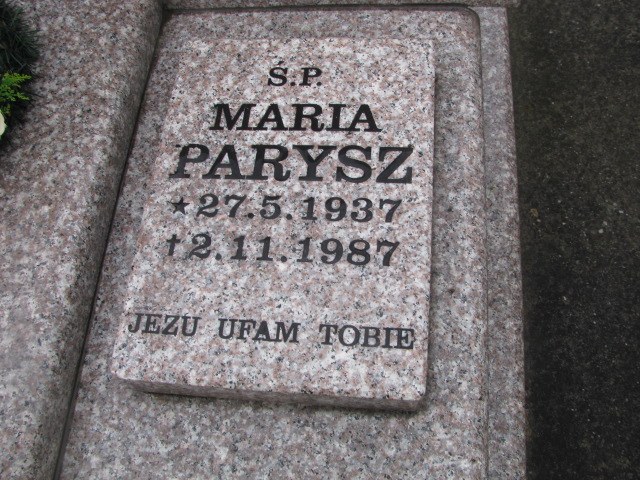 Ś.P.
MARIA
PARYSZ
★27.5.1937
†2.11.1987
JEZU UFAM TOBIE